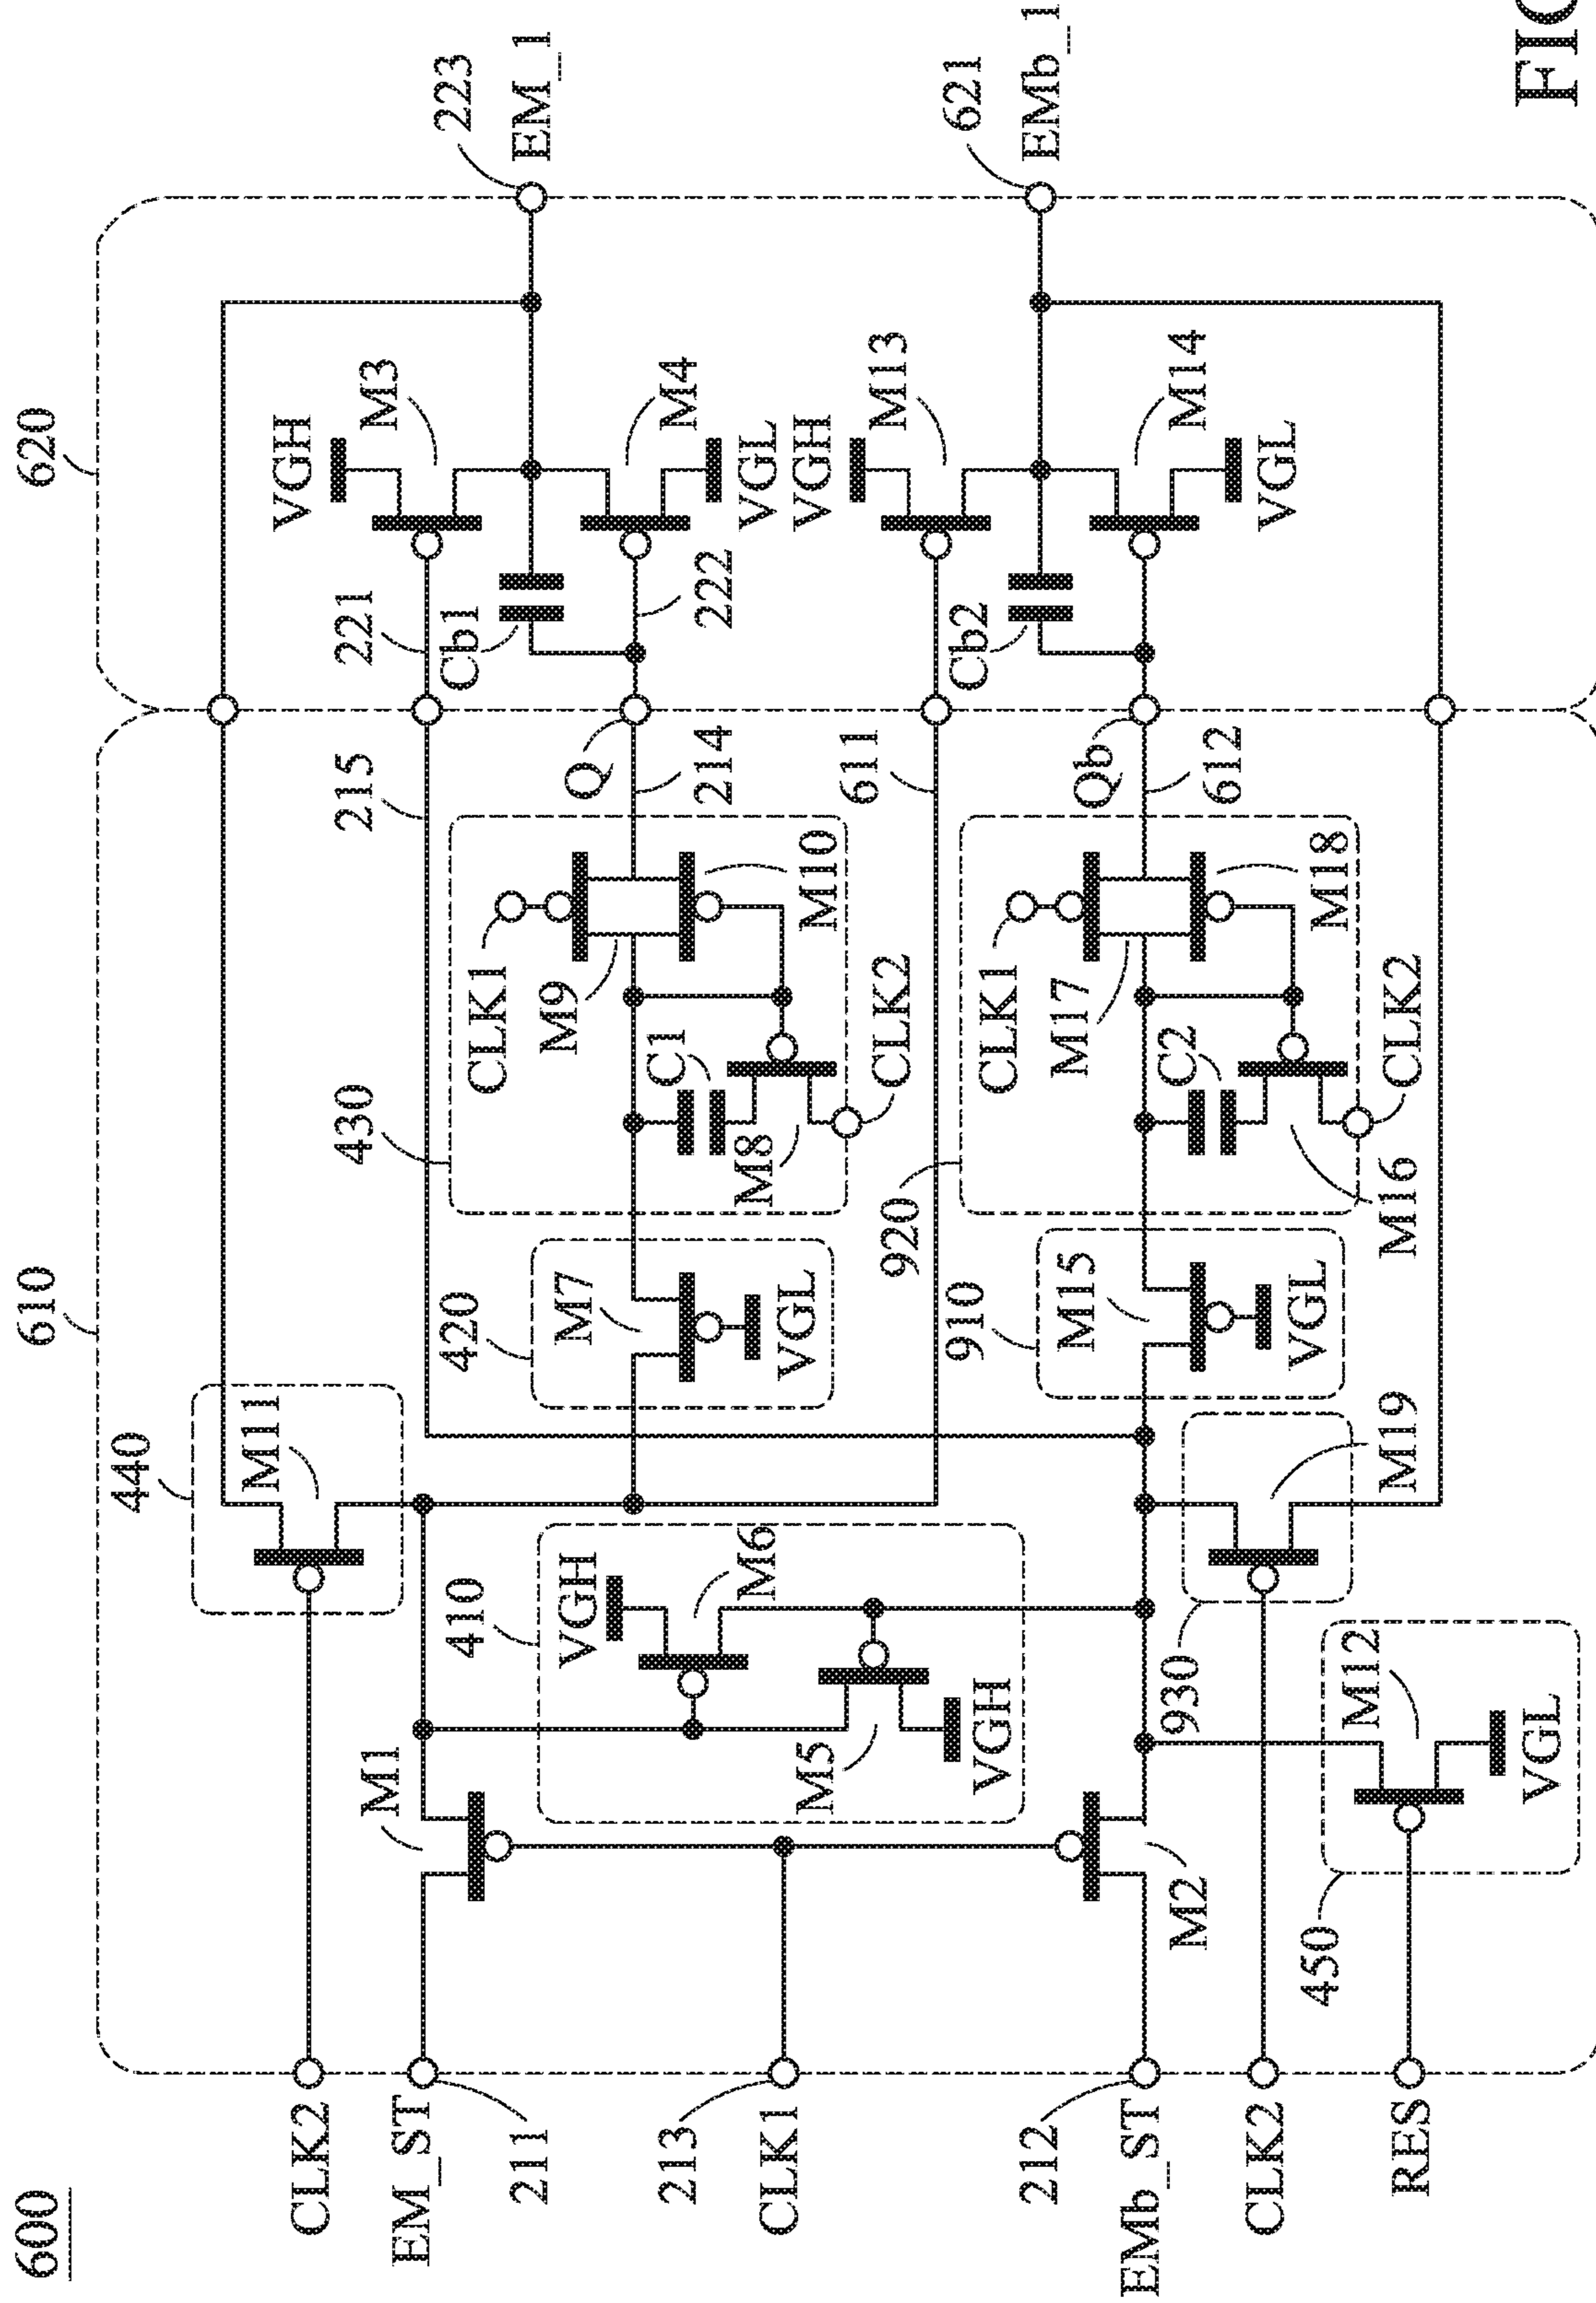 600
610
620
CLK2
EM_ST
211
213
CLK1
212
EMb_ST
CLK2
RES
440
M11
M1
410
VGH
M6
M5
VGH
M2
930
M19
450
M12
VGL
215
430
420
M7
VGL
CLK1
M9
C1
M8
M10
CLK2
Q
214
611
920
910
M15
VGL
CLK1
M17
C2
M16
M18
CLK2
Qb
612
221
Cb1
222
VGH
M3
M4
VGL
VGH
M13
Cb2
M14
VGL
223
EM_1
621
EMb_1
FIG